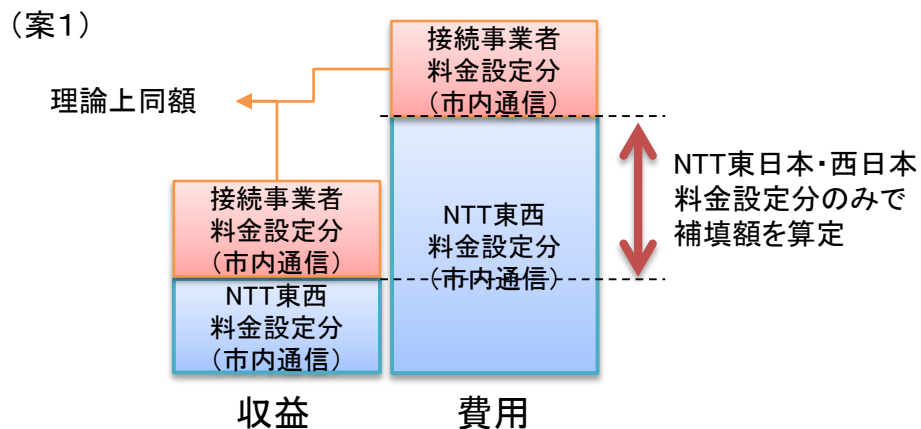 （案1）
接続事業者
料金設定分
（市内通信）
理論上同額
NTT東日本・西日本
料金設定分のみで
補填額を算定
接続事業者
料金設定分
（市内通信）
NTT東西
料金設定分
（市内通信）
NTT東西
料金設定分
（市内通信）
収益
費用